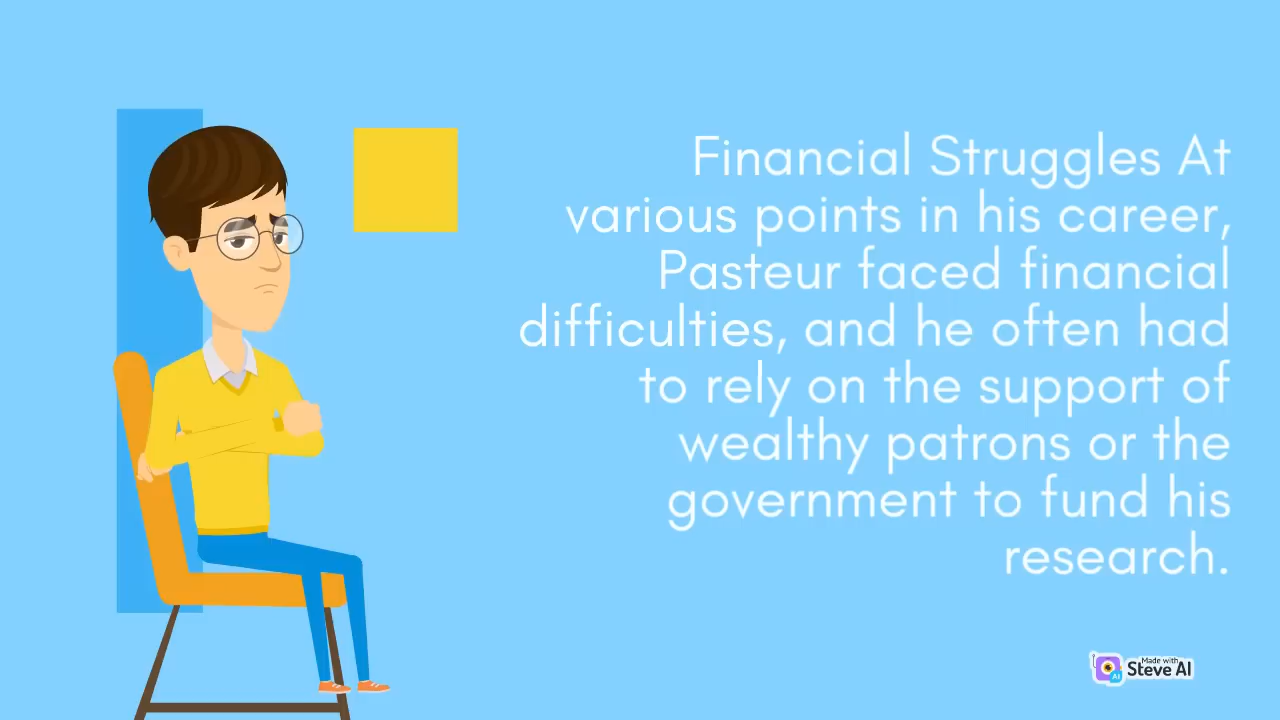 Financial Struggles At
various points in his career,
Pasteur faced financial
difficulties, and he often had
to rely on the support of
wealthy patrons or the
government to fund his
research.
Made with
Steve AI
AI